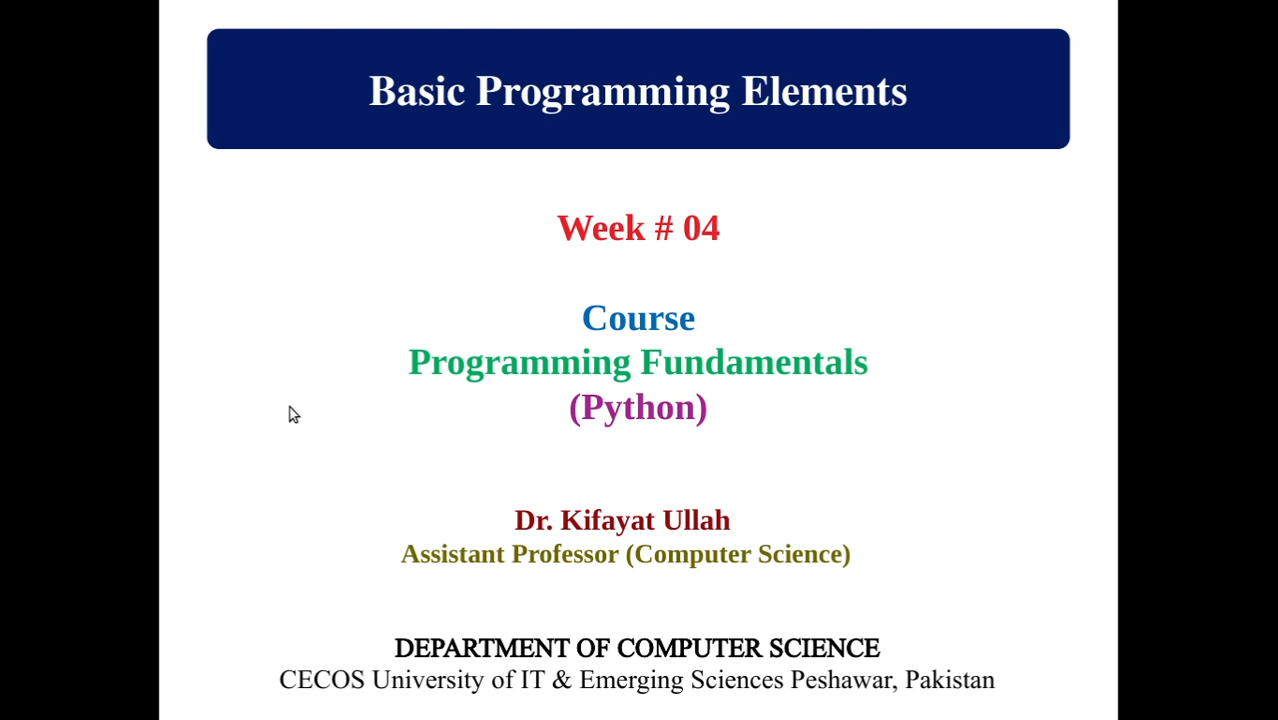 Basic Programming Elements
Week # 04
Course
Programming Fundamentals
(Python)
Dr. Kifayat Ullah
Assistant Professor (Computer Science)
DEPARTMENT OF COMPUTER SCIENCE
CECOS University of IT & Emerging Sciences Peshawar, Pakistan